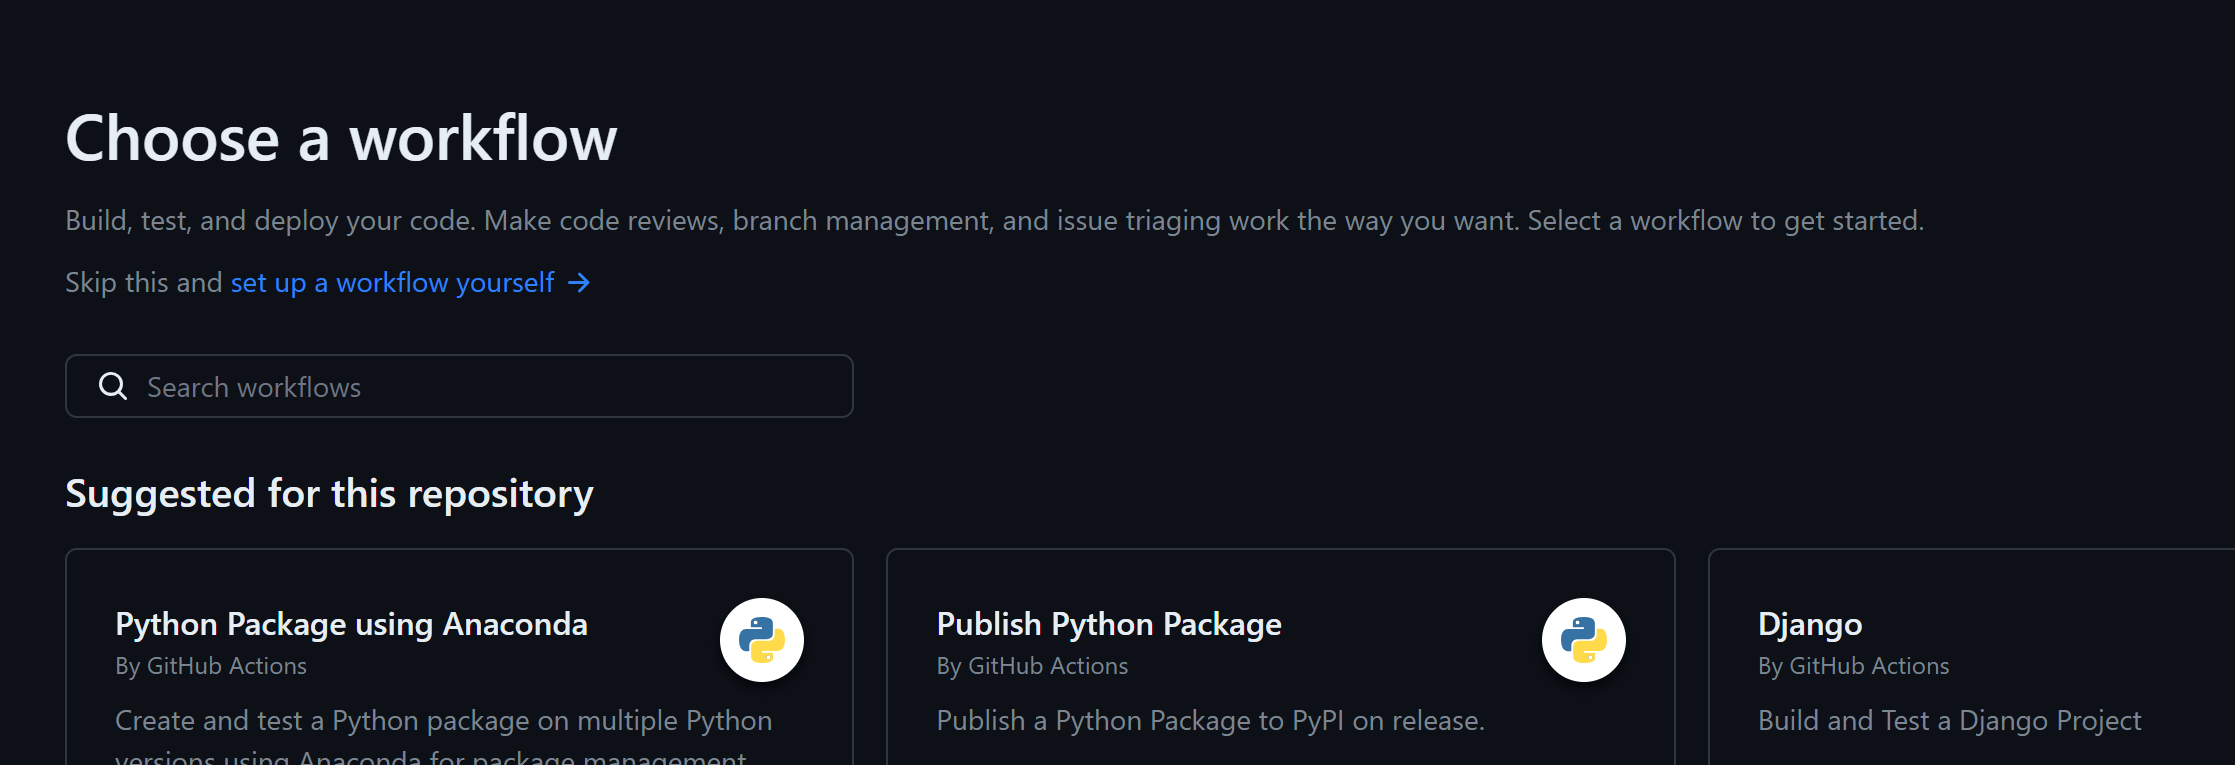 Choose a workflow
Build, test, and deploy your code. Make code reviews, branch management, and issue triaging work the way you want. Select a workflow to get started.
Skip this and set up a workflow yourself →
Search workflows
Suggested for this repository
Python Package using Anaconda
By GitHub Actions
Create and test a Python package on multiple Python
versions using Anaconda for package management.
Publish Python Package
By GitHub Actions
Publish a Python Package to PyPI on release.
Django
By GitHub Actions
Build and Test a Django Project